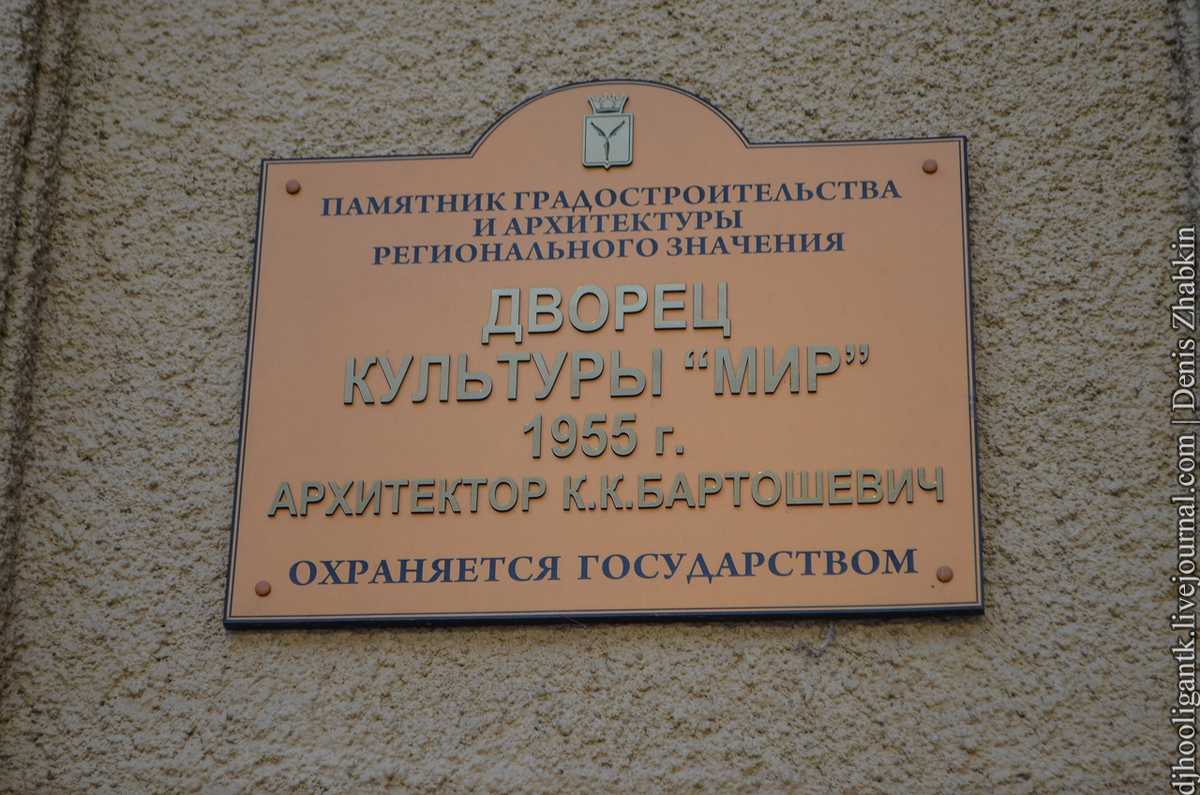 ПАМЯТНИК ГРАДОСТРОИТЕЛЬСТВА
И АРХИТЕКТУРЫ
РЕГИОНАЛЬНОГО ЗНАЧЕНИЯ
ДВОРЕЦ
КУЛЬТУРЫ “МИР”
1955 г.
АРХИТЕКТОР К.К.БАРТОШЕВИЧ
ОХРАНЯЕТСЯ ГОСУДАРСТВОМ
djhooligantk.livejournal.com || Denis Zhabkin